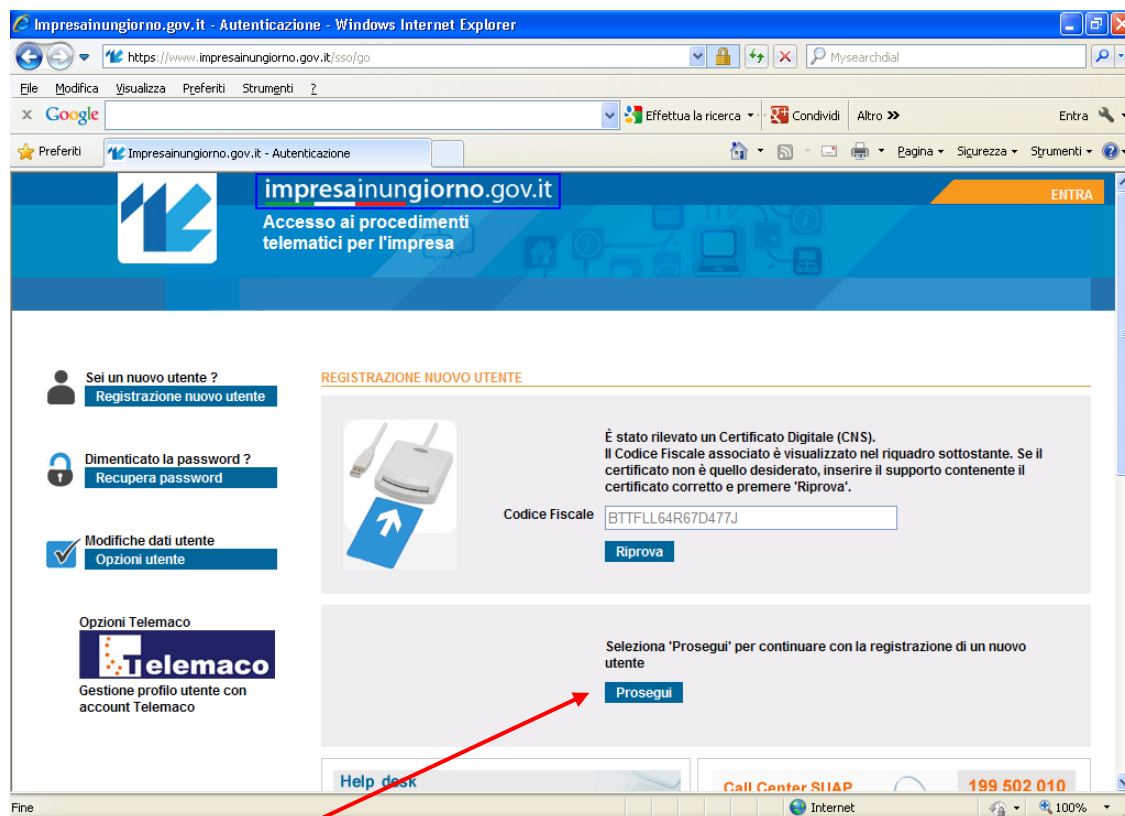 Impresainungiorno.gov.it - Autenticazione - Windows Internet Explorer
https://www.impresainungiorno.gov.it/sso/go
Mysearchdial
File Modifica Visualizza Preferiti Strumenti ?
x Google Effettua la ricerca Condividi Altro >> Entra
Preferiti Impresainungiorno.gov.it - Autenticazione Pagina Sicurezza Strumenti
impresainungiorno.gov.it
ENTRA
Accesso ai procedimenti
telematici per l'impresa
Sei un nuovo utente ?
Registrazione nuovo utente
Dimenticato la password ?
Recupera password
Modifiche dati utente
Opzioni utente
Opzioni Telemaco
Telemaco
Gestione profilo utente con
account Telemaco
REGISTRAZIONE NUOVO UTENTE
È stato rilevato un Certificato Digitale (CNS).
Il Codice Fiscale associato è visualizzato nel riquadro sottostante. Se il
certificato non è quello desiderato, inserire il supporto contenente il
certificato corretto e premere 'Riprova'.
Codice Fiscale BTTFLL64R67D477J
Riprova
Seleziona 'Prosegui' per continuare con la registrazione di un nuovo
utente
Prosegui
Help desk
Call Center SUAP 199 502 010
Fine Internet 100%